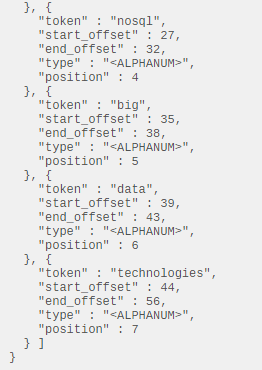 }, {
"token" : "nosql",
"start_offset" : 27,
"end_offset" : 32,
"type" : "<ALPHANUM>",
"position" : 4
}, {
"token" : "big",
"start_offset" : 35,
"end_offset" : 38,
"type" : "<ALPHANUM>",
"position" : 5
}, {
"token" : "data",
"start_offset" : 39,
"end_offset" : 43,
"type" : "<ALPHANUM>",
"position" : 6
}, {
"token" : "technologies",
"start_offset" : 44,
"end_offset" : 56,
"type" : "<ALPHANUM>",
"position" : 7
} ]
}